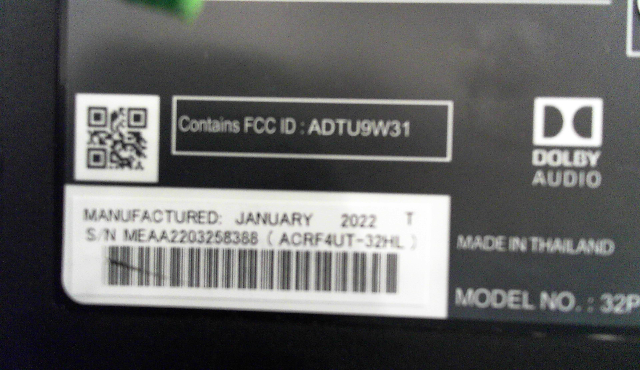 Contains FCC ID : ADTU9W31
DOLBY
AUDIO
MANUFACTURED: JANUARY 2022 T
S/N MEAA2203258388 ( ACRF4UT-32HL )
MADE IN THAILAND
MODEL NO. : 32P